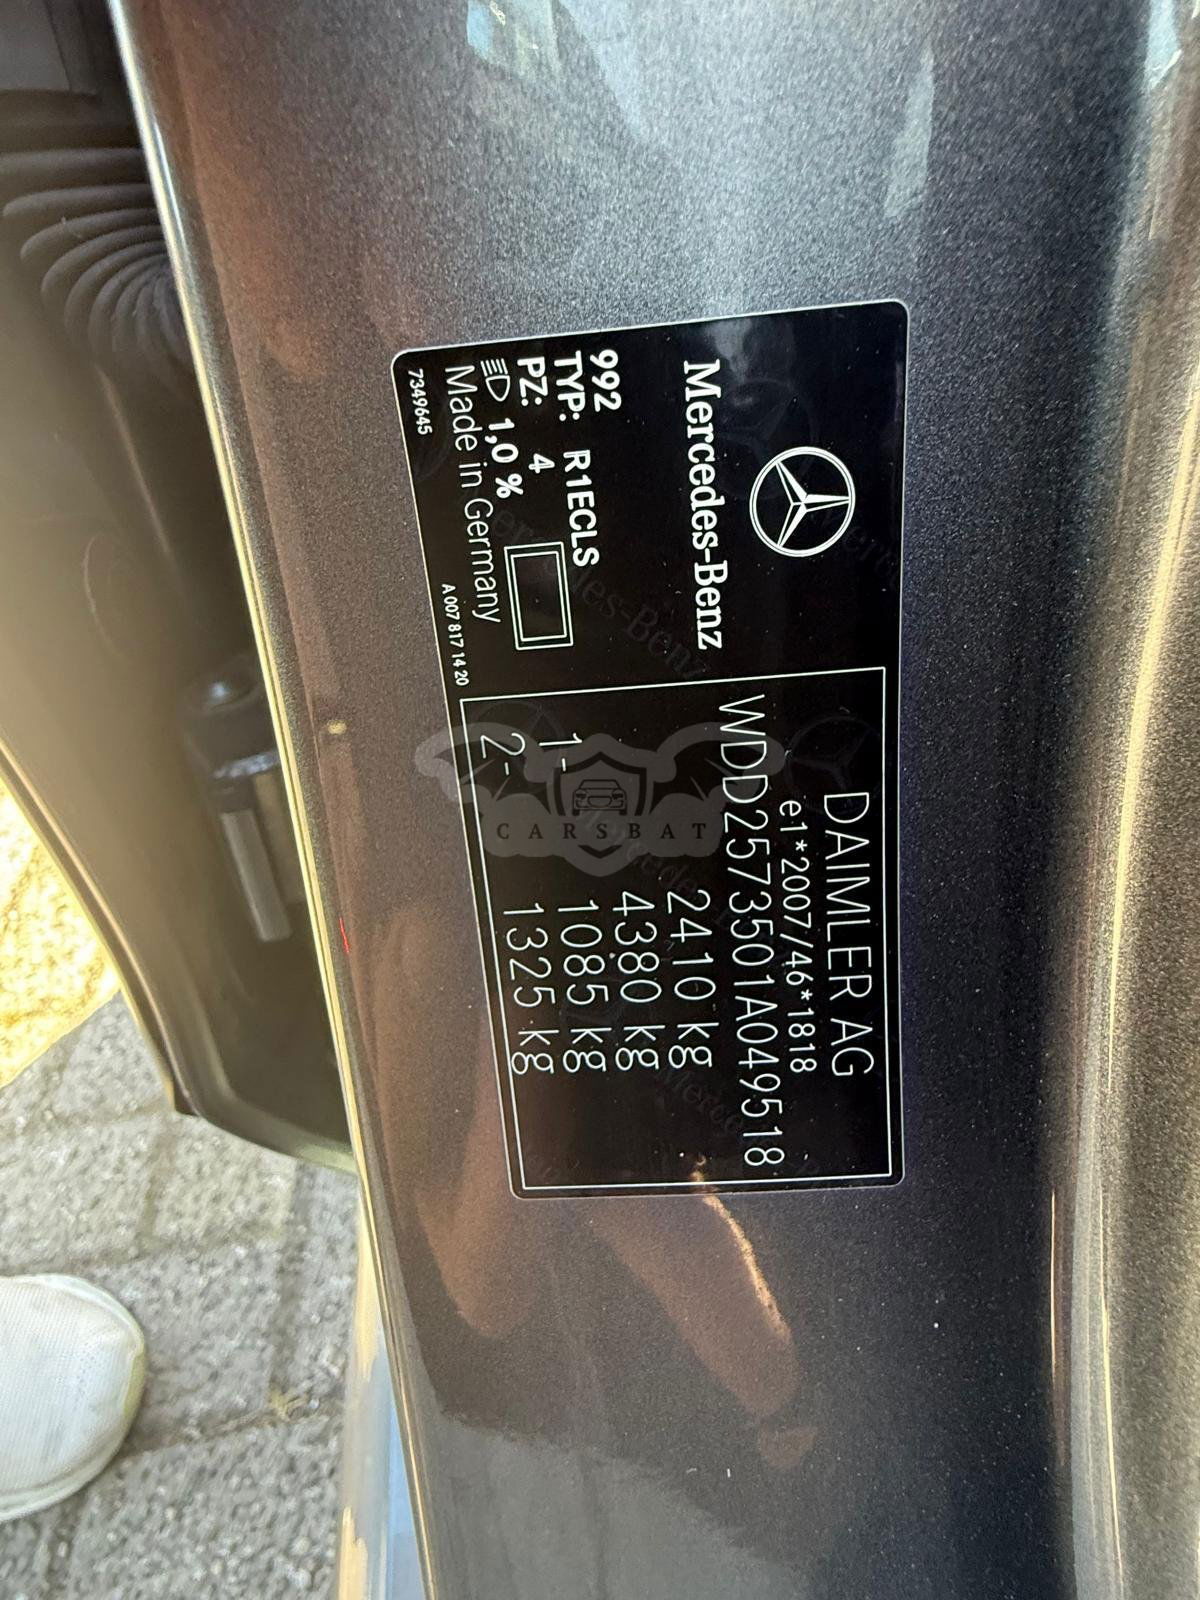 Mercedes-Benz
992
TYP: R1ECLS
PZ: 4
1,0 %
Made in Germany
7349645
A 007 817 14 20
DAIMLER AG
e1*2007/46*1818
WDD2573501A049518
2410 kg
4380 kg
1- 1085 kg
2- 1325 kg
CARSBAT